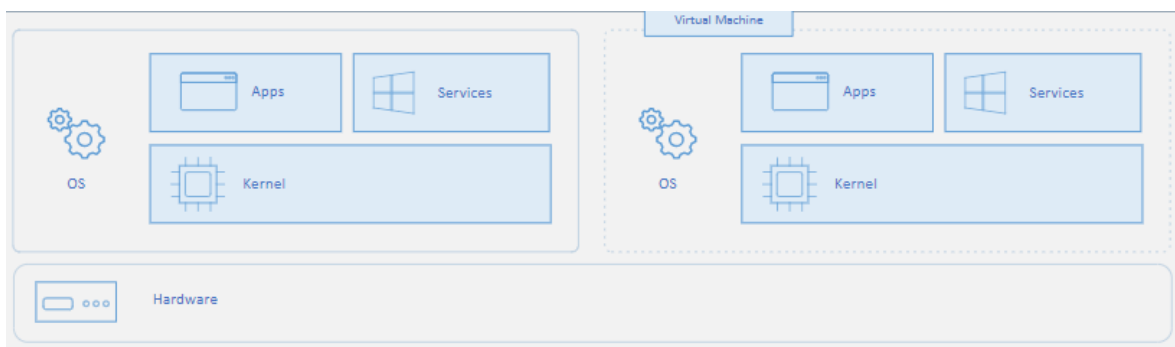 Virtual Machine
Apps
Services
OS
Kernel
Apps
Services
OS
Kernel
Hardware